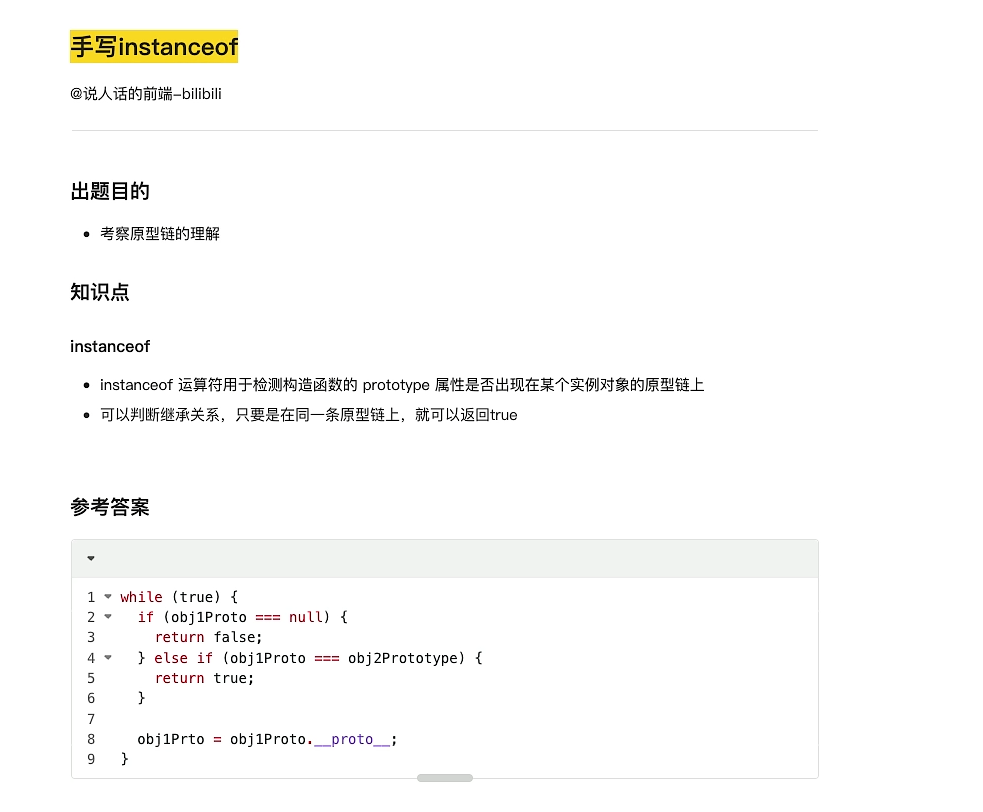 手写instanceof
@说人话的前端-bilibili
出题目的
考察原型链的理解
知识点
instanceof
instanceof 运算符用于检测构造函数的 prototype 属性是否出现在某个实例对象的原型链上
可以判断继承关系，只要是在同一条原型链上，就可以返回true
参考答案
1 while (true) {
2 if (obj1Proto === null) {
3 return false;
4 } else if (obj1Proto === obj2Prototype) {
5 return true;
6 }
7
8 obj1Prto = obj1Proto.__proto__;
9 }